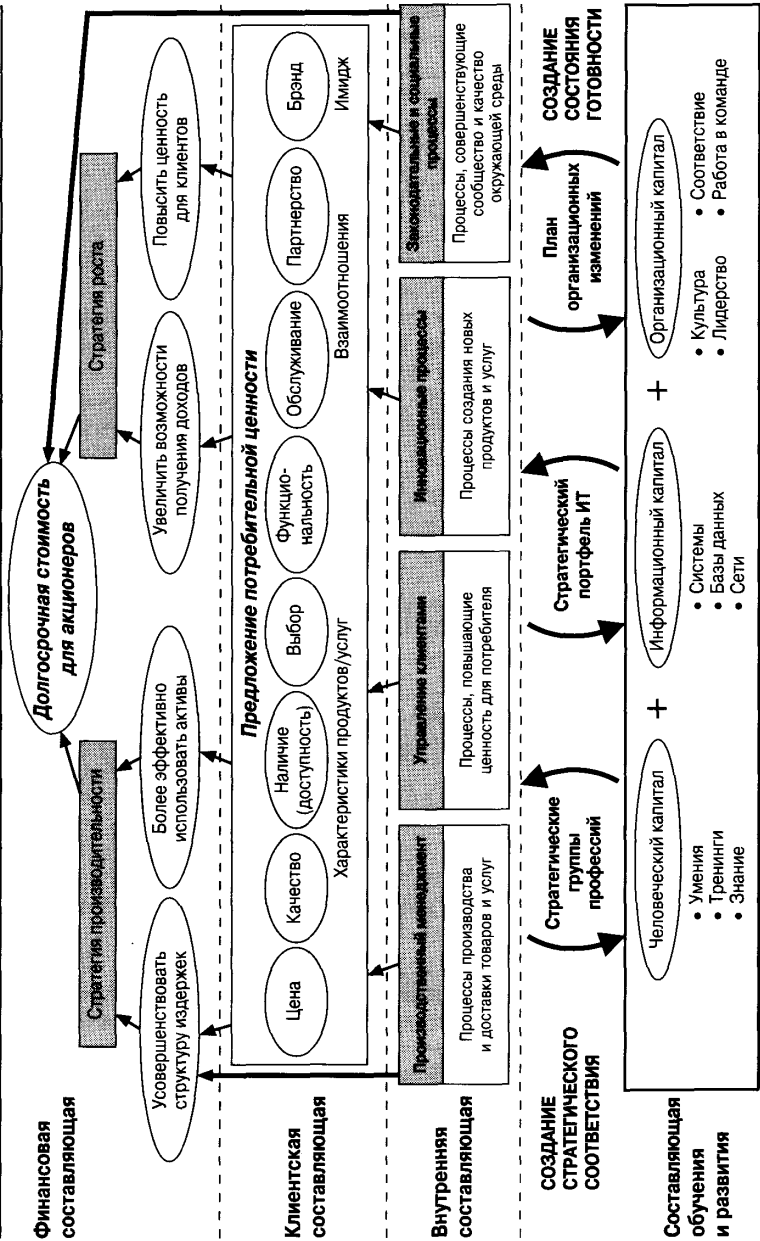 Финансовая
составляющая
Долгосрочная стоимость
для акционеров
Стратегия производительности
Стратегия роста
Усовершенствовать
структуру издержек
Более эффективно
использовать активы
Увеличить возможности
получения доходов
Повысить ценность
для клиентов
Клиентская
составляющая
Предложение потребительной ценности
Цена
Качество
Наличие
(доступность)
Выбор
Функцио-
нальность
Обслуживание
Партнерство
Брэнд
Характеристики продуктов/услуг
Взаимоотношения
Имидж
Внутренняя
составляющая
Производственный менеджмент
Процессы производства
и доставки товаров и услуг
Управление клиентами
Процессы, повышающие
ценность для потребителя
Инновационные процессы
Процессы создания новых
продуктов и услуг
Законодательные и социальные
процессы
Процессы, совершенствующие
сообщество и качество
окружающей среды
СОЗДАНИЕ
СТРАТЕГИЧЕСКОГО
СООТВЕТСТВИЯ
Стратегические
группы
профессий
Стратегический
портфель ИТ
План
организационных
изменений
СОЗДАНИЕ
СОСТОЯНИЯ
ГОТОВНОСТИ
Составляющая
обучения
и развития
Человеческий капитал
• Умения
• Тренинги
• Знание
+
Информационный капитал
• Системы
• Базы данных
• Сети
+
Организационный капитал
• Культура
• Лидерство
• Соответствие
• Работа в команде